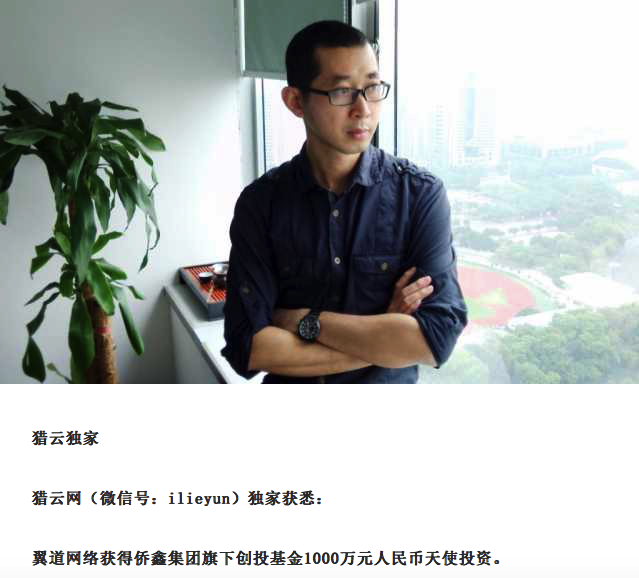 猎云独家
猎云网（微信号：ilieyun）独家获悉：
翼道网络获得侨鑫集团旗下创投基金1000万元人民币天使投资。